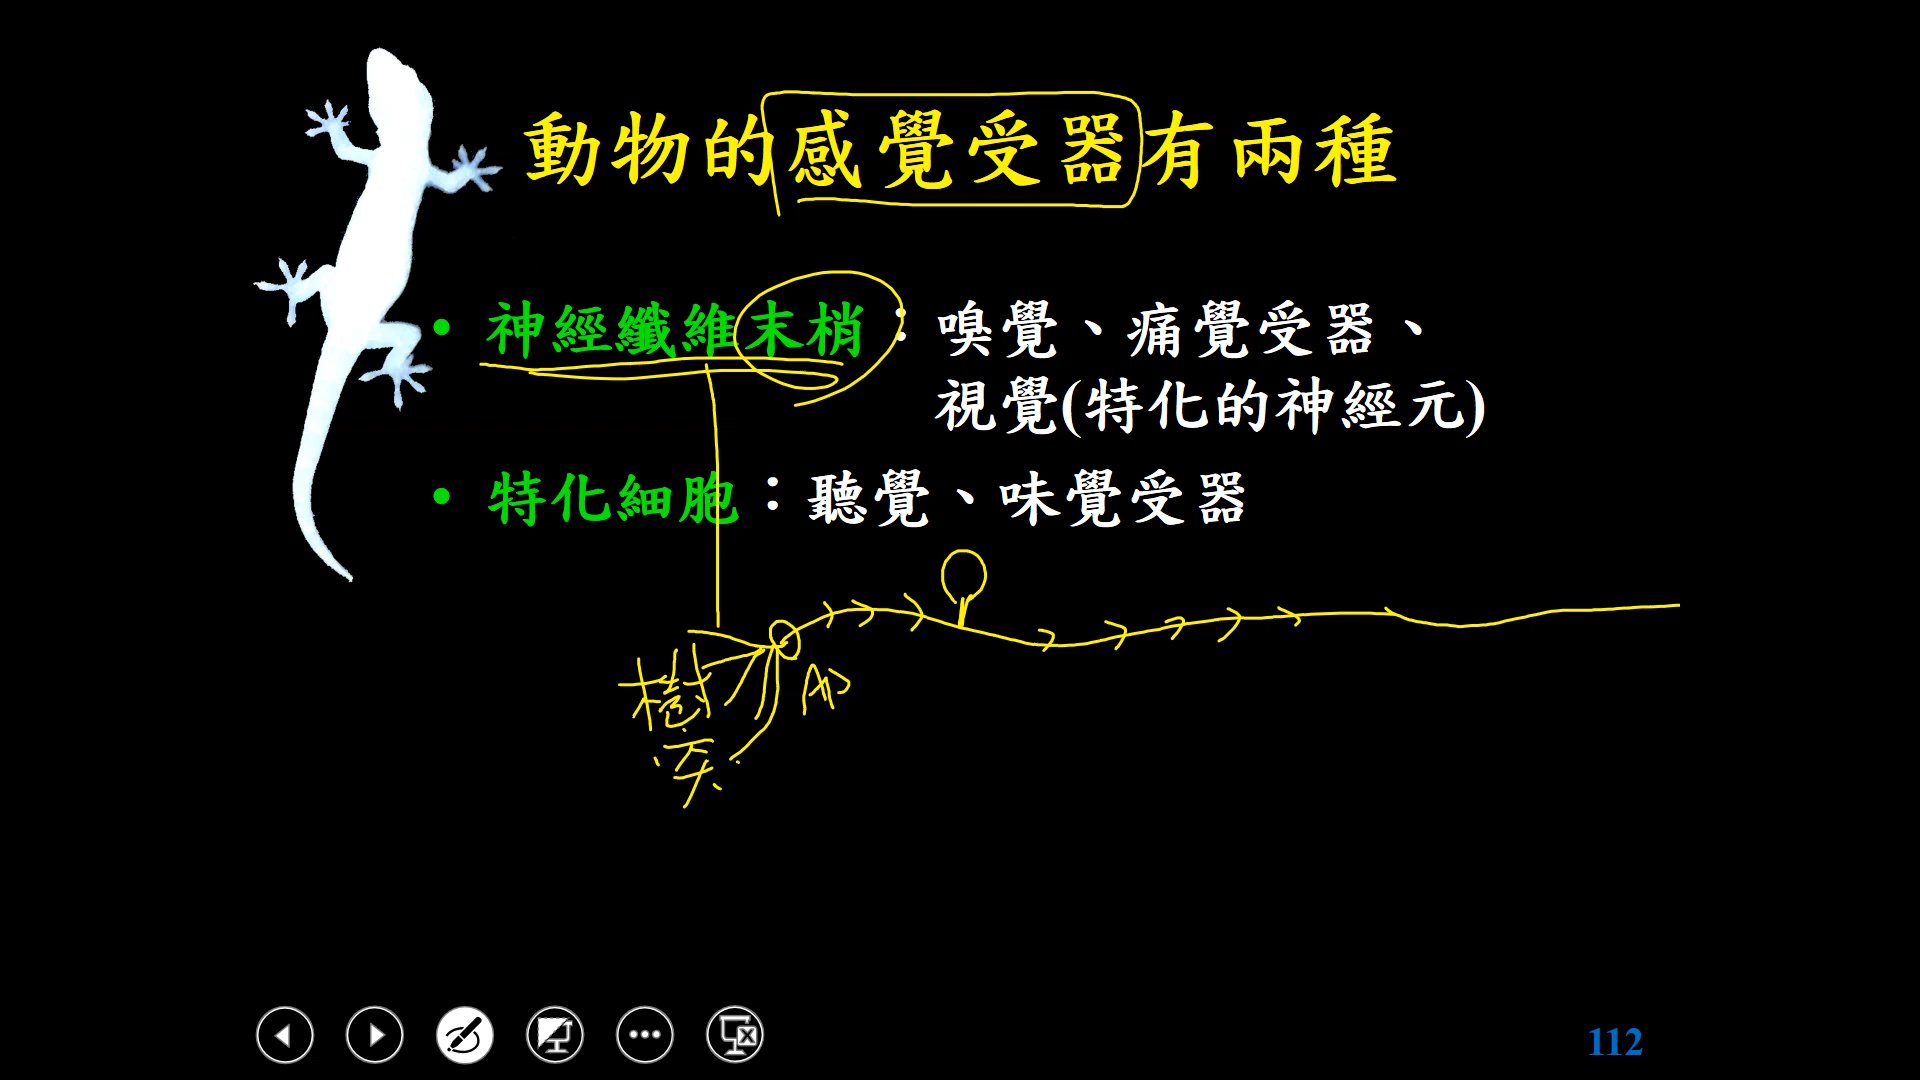 動物的感覺受器有兩種
• 神經纖維末梢：嗅覺、痛覺受器、
視覺(特化的神經元)
• 特化細胞：聽覺、味覺受器
樹突
AP
112